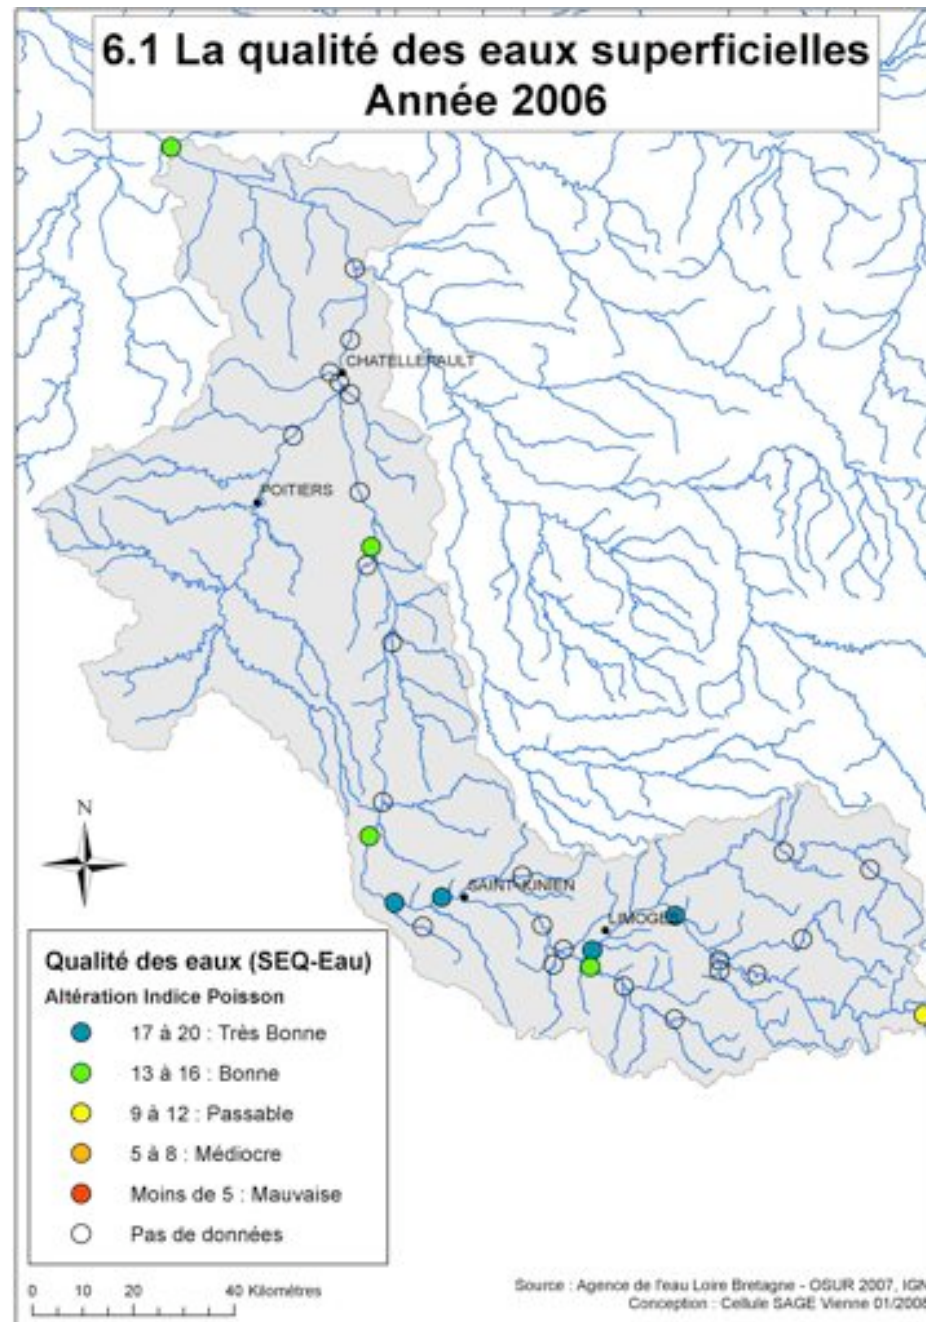 6.1 La qualité des eaux superficielles
Année 2006
CHATELLERAULT
POITIERS
N
SAINT-KINIEN
LIMOGES
Qualité des eaux (SEQ-Eau)
Altération Indice Poisson
17 à 20 : Très Bonne
13 à 16 : Bonne
9 à 12 : Passable
5 à 8 : Médiocre
Moins de 5 : Mauvaise
Pas de données
0 10 20 40 Kilomètres
Source : Agence de l'eau Loire Bretagne - OSUR 2007, IGN
Conception : Cellule SAGE Vienne 01/2008